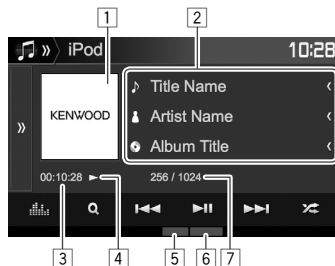 1 2
» iPod 10:28
Title Name
KENWOOD
Artist Name
»
Album Title
00:10:28 256 / 1024
3 4 5 6 7